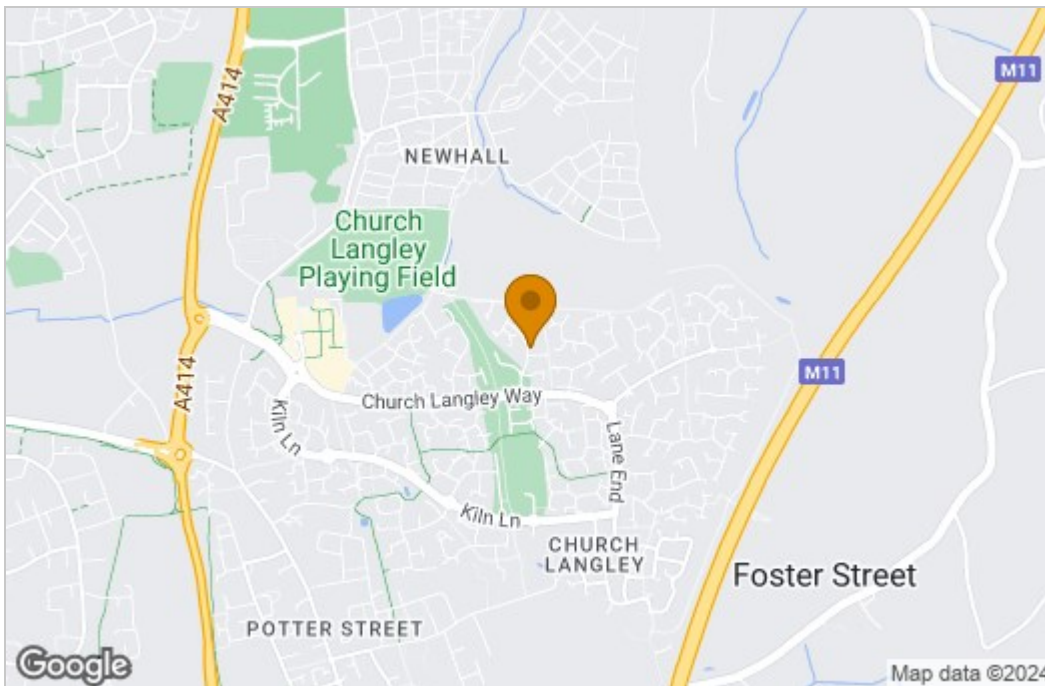 A414
M11
NEWHALL
Church
Langley
Playing Field
M11
A414
Church Langley Way
Kiln Ln
Lane End
Kiln Ln
CHURCH
LANGLEY
Foster Street
POTTER STREET
Google
Map data ©2024